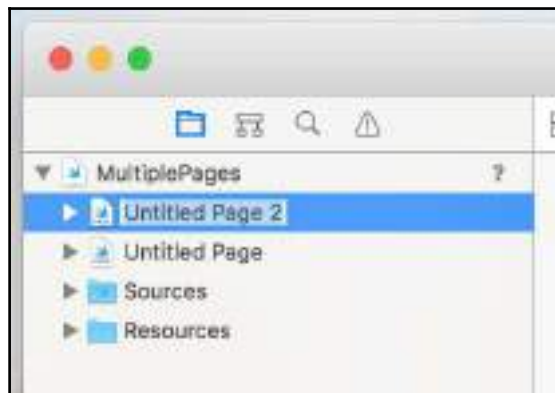 MultiplePages ?
Untitled Page 2
Untitled Page
Sources
Resources